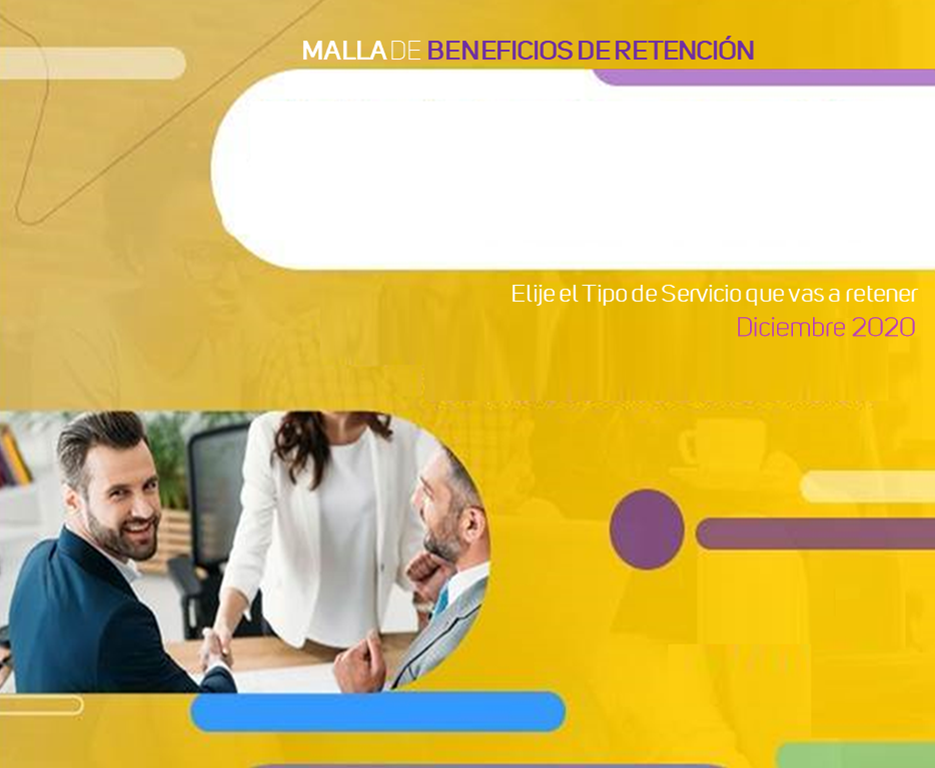 MALLA DE BENEFICIOS DE RETENCIÓN
Elije el Tipo de Servicio que vas a retener
Diciembre 2020